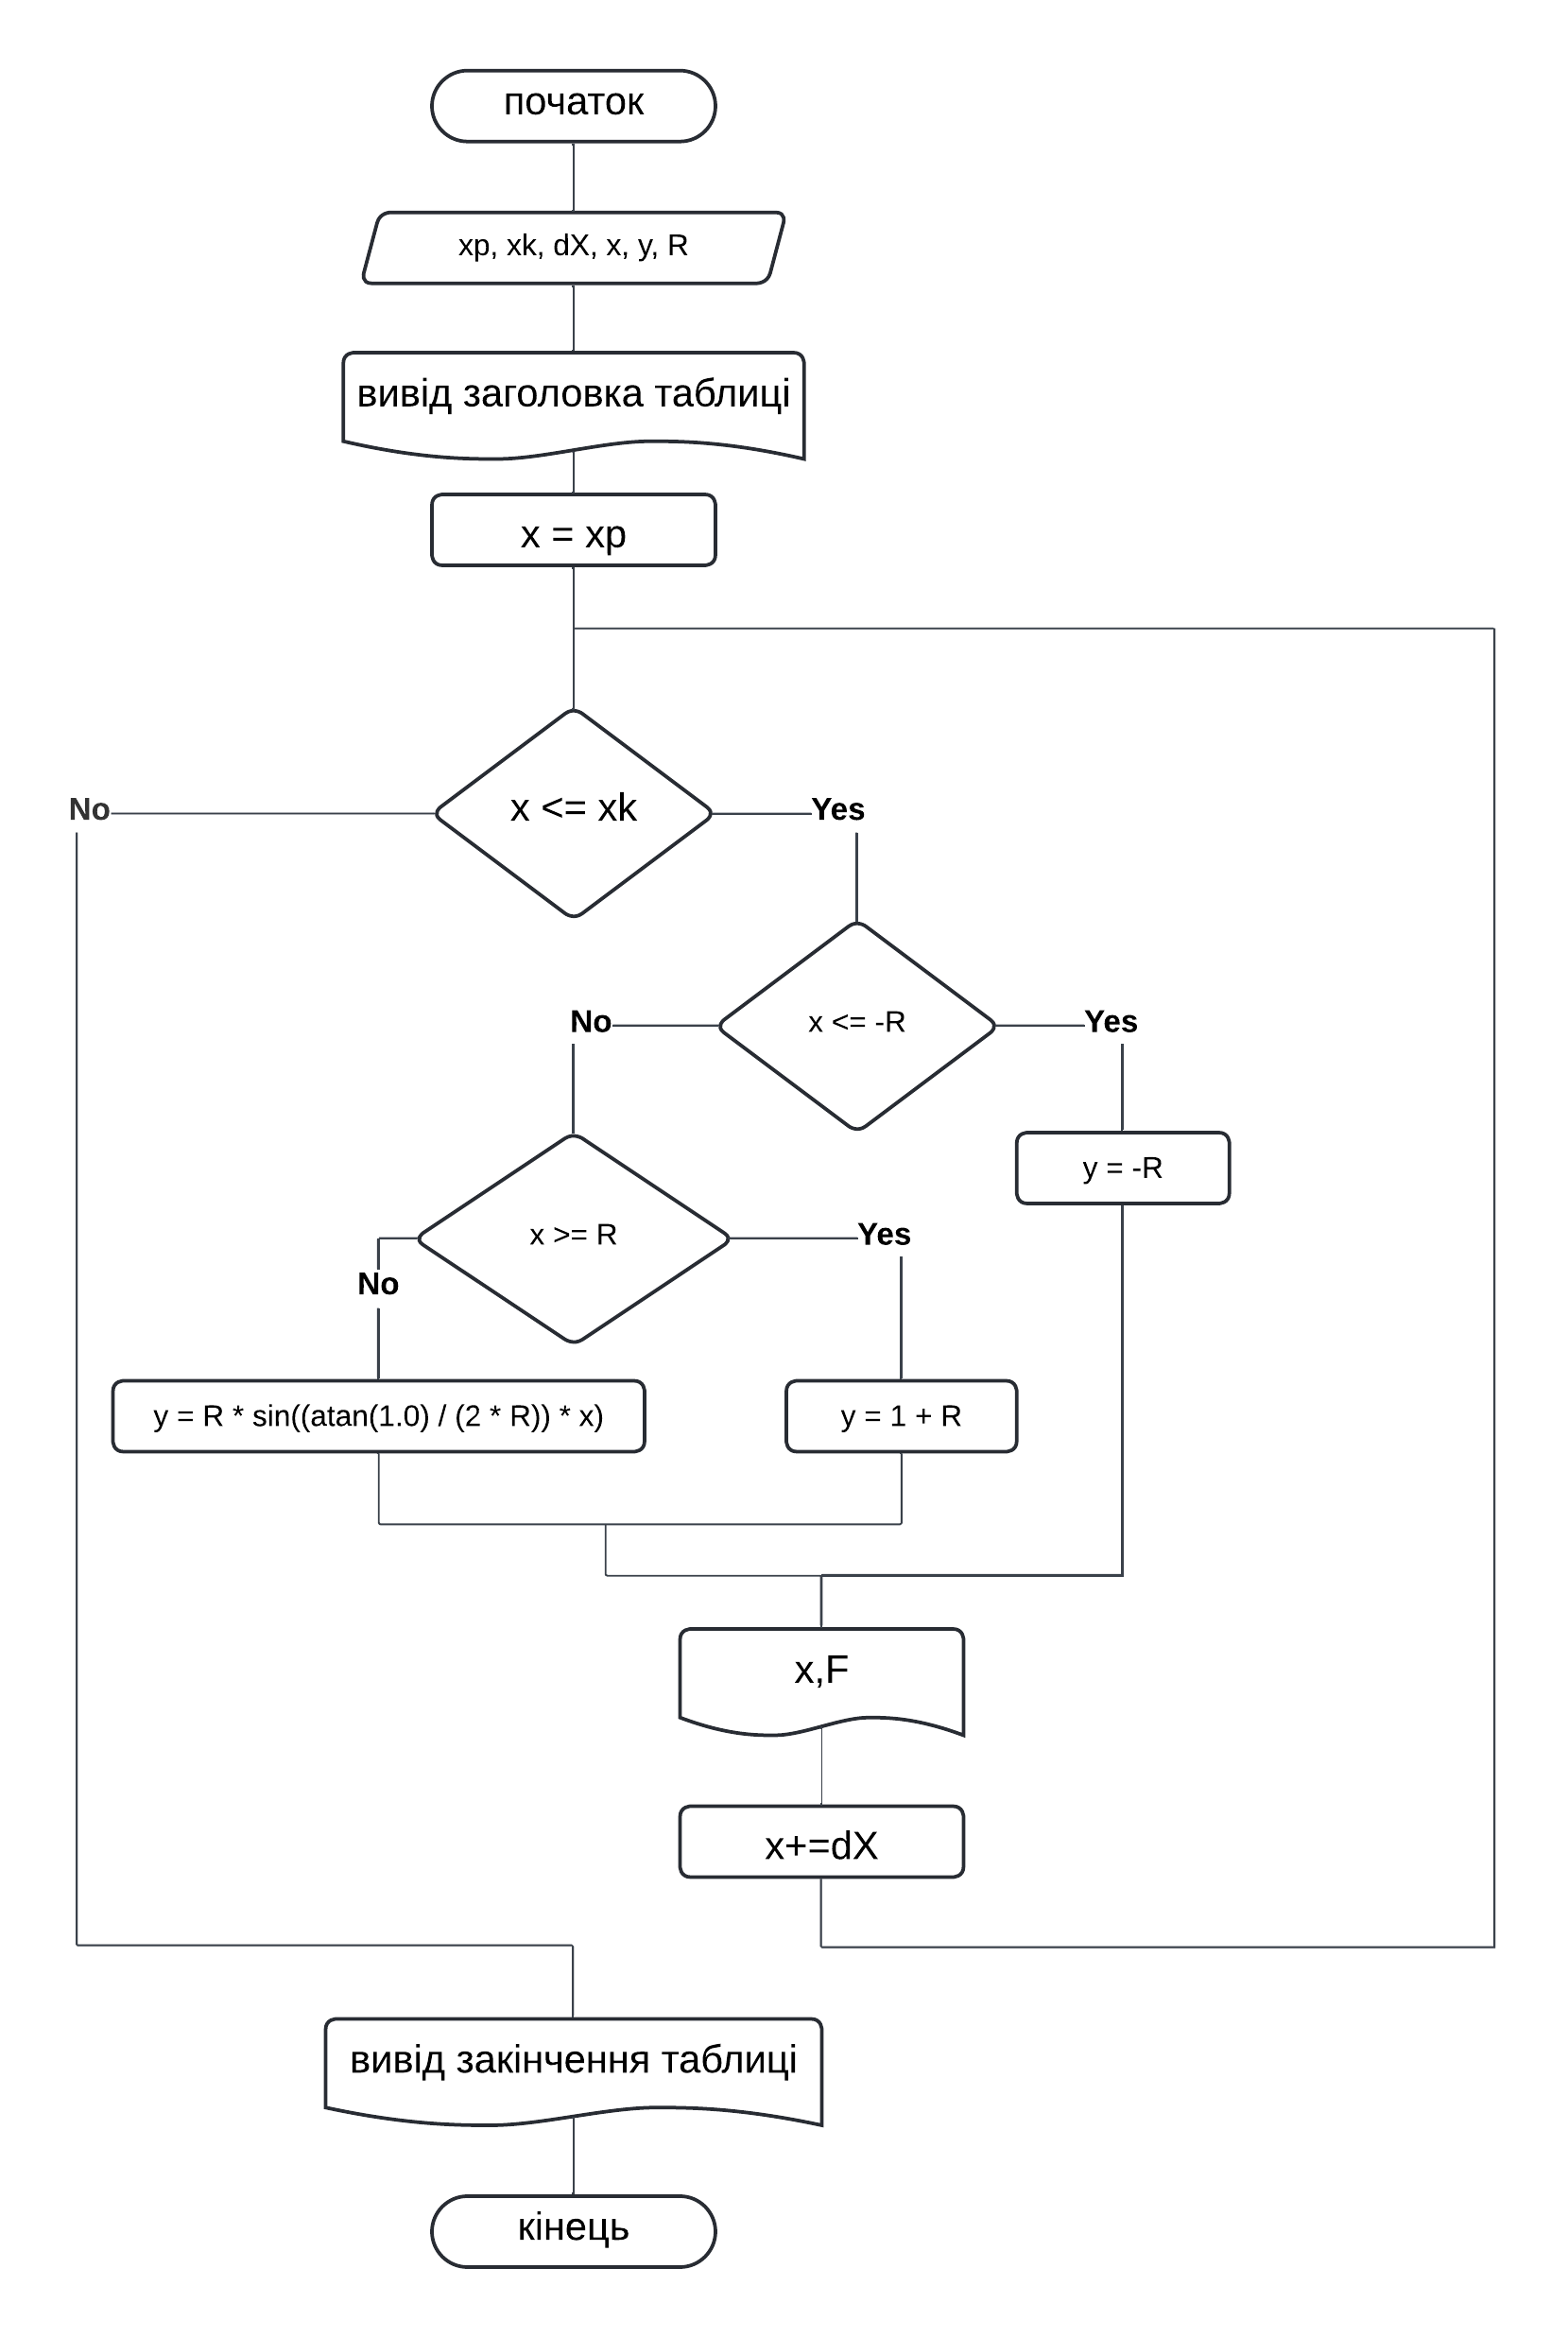 початок
xp, xk, dX, x, y, R
вивід заголовка таблиці
x = xp
x <= xk
No
Yes
x <= -R
No
Yes
y = -R
x >= R
Yes
No
y = R * sin((atan(1.0) / (2 * R)) * x)
y = 1 + R
x,F
x+=dX
вивід закінчення таблиці
кінець